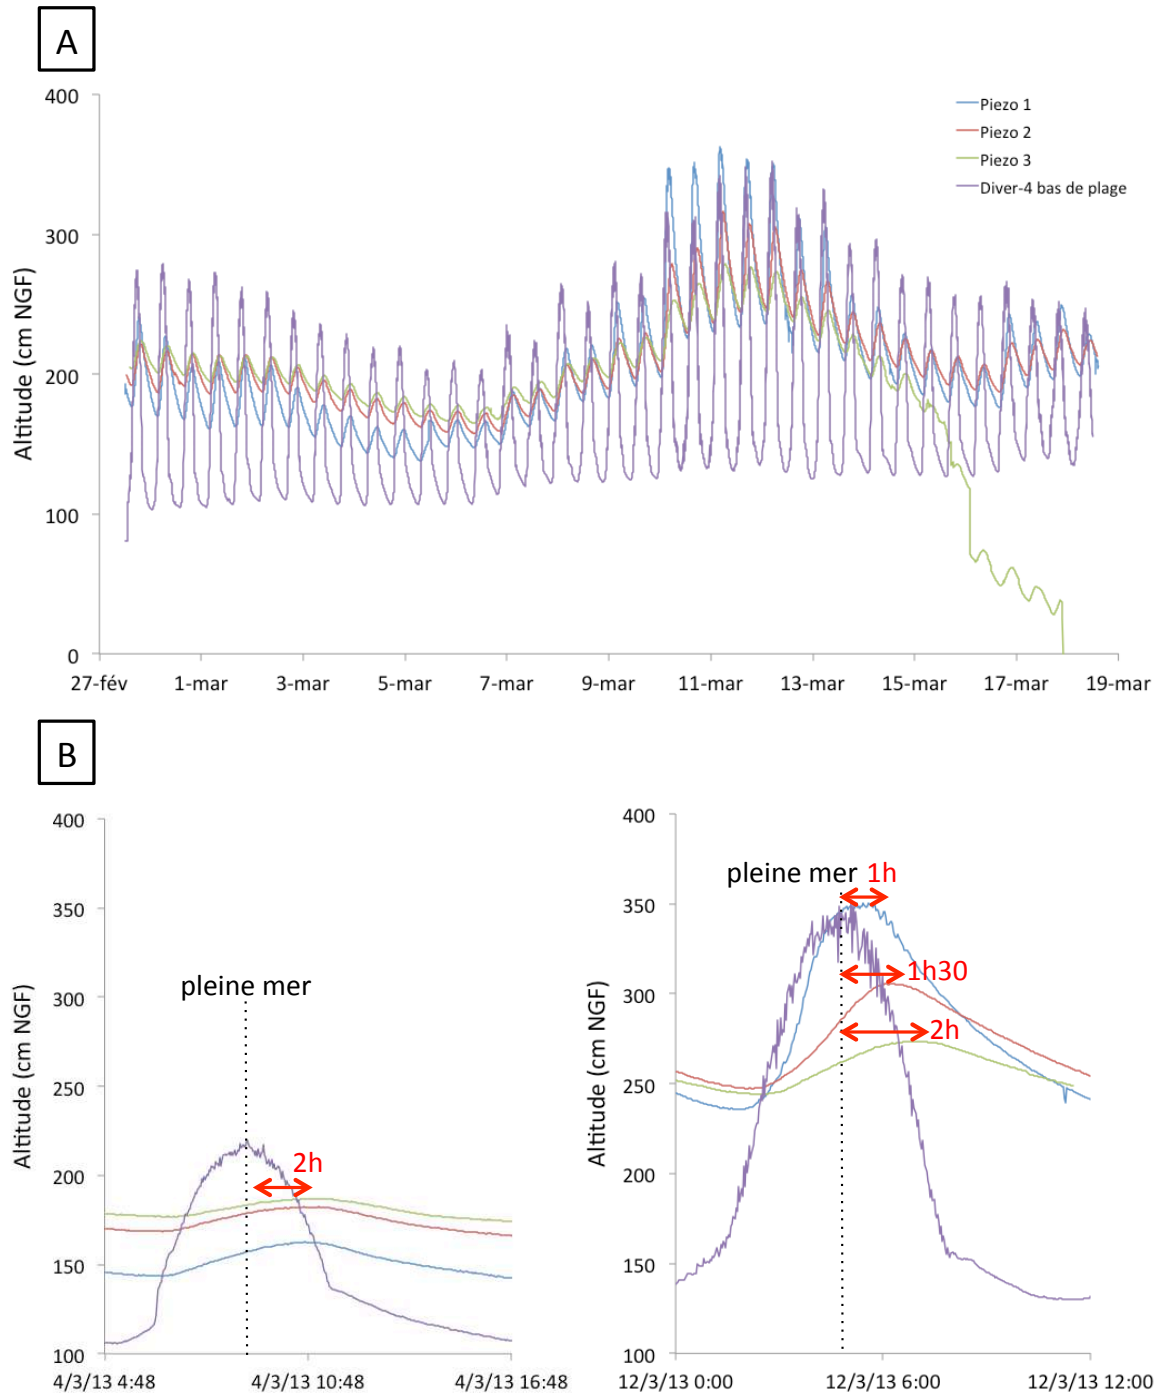 A
400
300
200
100
0
Altitude (cm NGF)
Piezo 1
Piezo 2
Piezo 3
Diver-4 bas de plage
27-fév 1-mar 3-mar 5-mar 7-mar 9-mar 11-mar 13-mar 15-mar 17-mar 19-mar
B
400
350
300
250
200
150
100
Altitude (cm NGF)
pleine mer
2h
4/3/13 4:48 4/3/13 10:48 4/3/13 16:48
400
350
300
250
200
150
100
Altitude (cm NGF)
pleine mer 1h
1h30
2h
12/3/13 0:00 12/3/13 6:00 12/3/13 12:00